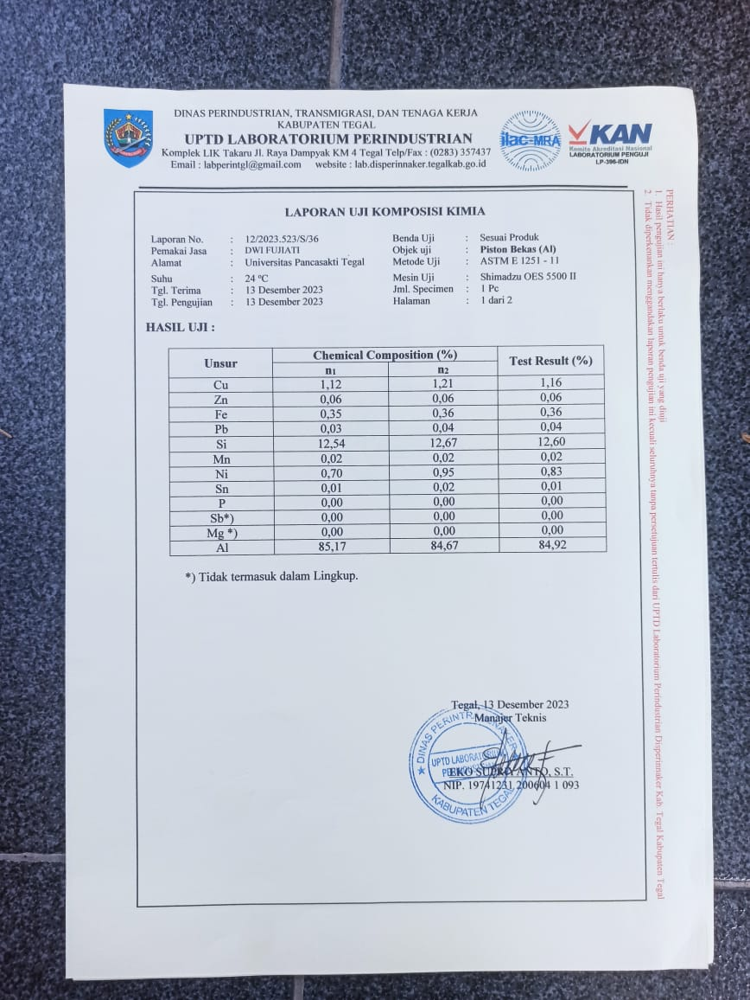 DINAS PERINDUSTRIAN, TRANSMIGRASI, DAN TENAGA KERJA
KABUPATEN TEGAL
UPTD LABORATORIUM PERINDUSTRIAN
Komplek LIK Takaru Jl. Raya Dampyak KM 4 Tegal Telp/Fax : (0283) 357437
Email : labperintgl@gmail.com website : lab.disperinnaker.tegalkab.go.id
ilac-MRA
KAN
Komite Akreditasi Nasional
LABORATORIUM PENGUJI
LP-396-IDN
LAPORAN UJI KOMPOSISI KIMIA
Laporan No. : 12/2023.523/S/36
Pemakai Jasa : DWI FUJIATI
Alamat : Universitas Pancasakti Tegal
Suhu : 24 ºC
Tgl. Terima : 13 Desember 2023
Tgl. Pengujian : 13 Desember 2023
Benda Uji : Sesuai Produk
Objek uji : Piston Bekas (Al)
Metode Uji : ASTM E 1251 - 11
Mesin Uji : Shimadzu OES 5500 II
Jml. Specimen : 1 Pc
Halaman : 1 dari 2
HASIL UJI :
Unsur Chemical Composition (%) Test Result (%)
n1 n2
Cu 1,12 1,21 1,16
Zn 0,06 0,06 0,06
Fe 0,35 0,36 0,36
Pb 0,03 0,04 0,04
Si 12,54 12,67 12,60
Mn 0,02 0,02 0,02
Ni 0,70 0,95 0,83
Sn 0,01 0,02 0,01
P 0,00 0,00 0,00
Sb*) 0,00 0,00 0,00
Mg *) 0,00 0,00 0,00
Al 85,17 84,67 84,92
*) Tidak termasuk dalam Lingkup.
Tegal, 13 Desember 2023
Manajer Teknis
EKO SUPRIYANTO, S.T.
NIP. 19741231 200604 1 093
DINAS PERINTRANSNAKER
UPTD LABORATORIUM
PERINDUSTRIAN
KABUPATEN TEGAL
PERHATIAN :
1. Hasil pengujian ini hanya berlaku untuk benda uji yang diuji
2. Tidak diperkenankan menggandakan laporan pengujian ini kecuali seluruhnya tanpa persetujuan tertulis dari UPTD Laboratorium Perindustrian Disperinnaker Kab. Tegal Kabupaten Tegal